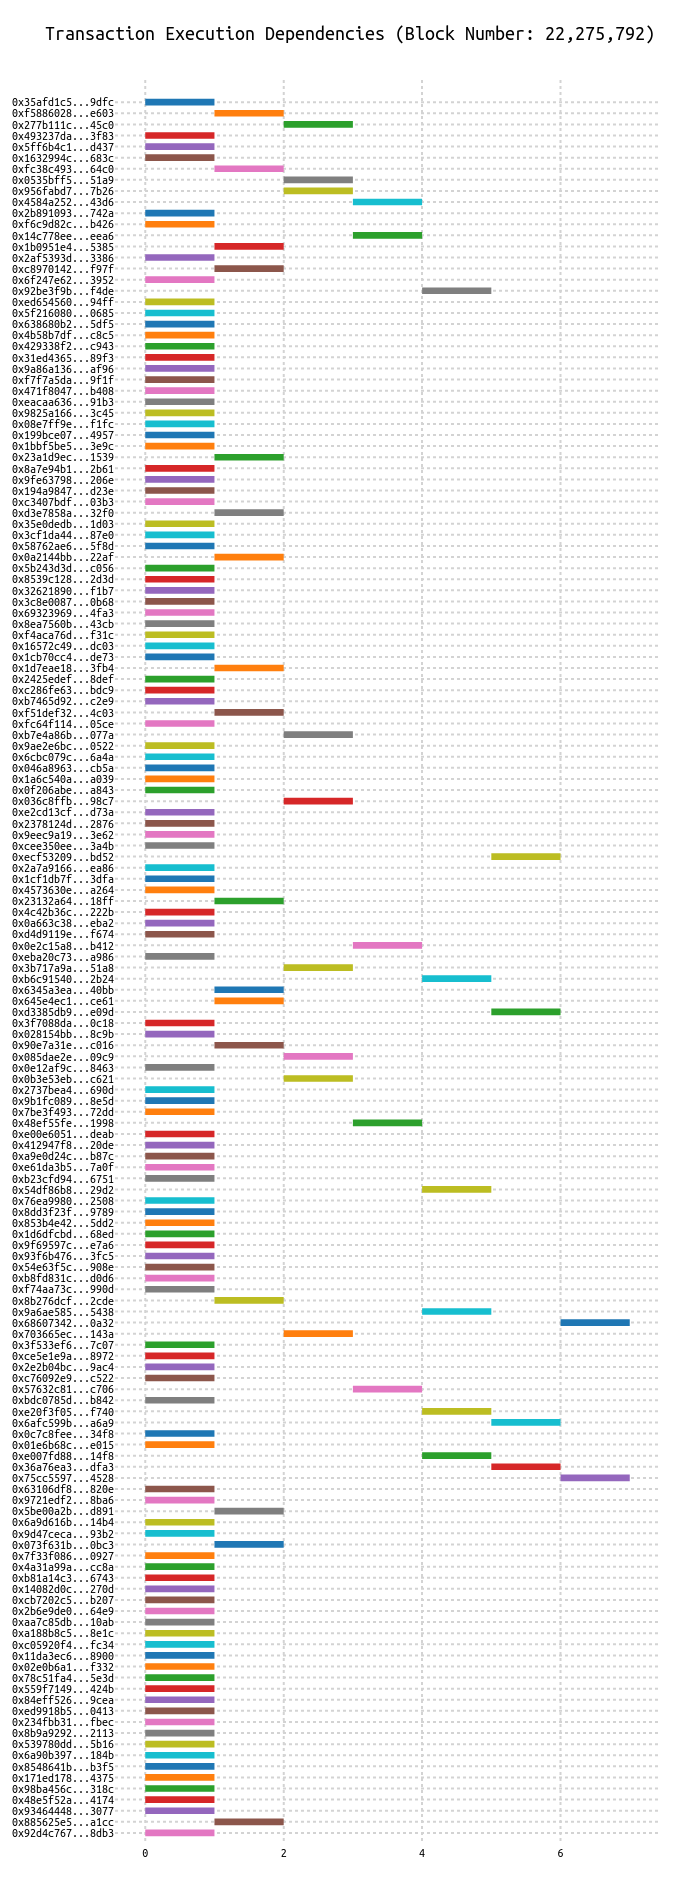 Transaction Execution Dependencies (Block Number: 22,275,792)
0x35afd1c5...9dfc
0xf5886028...e603
0x277b111c...45c0
0x493237da...3f83
0x5ff6b4c1...d437
0x1632994c...683c
0xfc38c493...64c0
0x0535bff5...51a9
0x956fabd7...7b26
0x4584a252...43d6
0x2b891093...742a
0xf6c9d82c...b426
0x14c778ee...eea6
0x1b0951e4...5385
0x2af5393d...3386
0xc8970142...f97f
0x6f247e62...3952
0x92be3f9b...f4de
0xed654560...94ff
0x5f216080...0685
0x638680b2...5df5
0x4b58b7df...c8c5
0x429338f2...c943
0x31ed4365...89f3
0x9a86a136...af96
0xf7f7a5da...9f1f
0x471f8047...b408
0xeacaa636...91b3
0x9825a166...3c45
0x08e7ff9e...f1fc
0x199bce07...4957
0x1bbf5be5...3e9c
0x23a1d9ec...1539
0x8a7e94b1...2b61
0x9fe63798...206e
0x194a9847...d23e
0xc3407bdf...03b3
0xd3e7858a...32f0
0x35e0dedb...1d03
0x3cf1da44...87e0
0x58762ae6...5f8d
0x0a2144bb...22af
0x5b243d3d...c056
0x8539c128...2d3d
0x32621890...f1b7
0x3c8e0087...0b68
0x69323969...4fa3
0x8ea7560b...43cb
0xf4aca76d...f31c
0x16572c49...dc03
0x1cb70cc4...de73
0x1d7eae18...3fb4
0x2425edef...8def
0xc286fe63...bdc9
0xb7465d92...c2e9
0xf51def32...4c03
0xfc64f114...05ce
0xb7e4a86b...077a
0x9ae2e6bc...0522
0x6cbc079c...6a4a
0x046a8963...cb5a
0x1a6c540a...a039
0x0f206abe...a843
0x036c8ffb...98c7
0xe2cd13cf...d73a
0x2378124d...2876
0x9eec9a19...3e62
0xcee350ee...3a4b
0xecf53209...bd52
0x2a7a9166...ea86
0x1cf1db7f...3dfa
0x4573630e...a264
0x23132a64...18ff
0x4c42b36c...222b
0x0a663c38...eba2
0xd4d9119e...f674
0x0e2c15a8...b412
0xeba20c73...a986
0x3b717a9a...51a8
0xb6c91540...2b24
0x6345a3ea...40bb
0x645e4ec1...ce61
0xd3385db9...e09d
0x3f7088da...0c18
0x028154bb...8c9b
0x90e7a31e...c016
0x085dae2e...09c9
0x0e12af9c...8463
0x0b3e53eb...c621
0x2737bea4...690d
0x9b1fc089...8e5d
0x7be3f493...72dd
0x48ef55fe...1998
0xe00e6051...deab
0x412947f8...20de
0xa9e0d24c...b87c
0xe61da3b5...7a0f
0xb23cfd94...6751
0x54df86b8...29d2
0x76ea9980...2508
0x8dd3f23f...9789
0x853b4e42...5dd2
0x1d6dfcbd...68ed
0x9f69597c...e7a6
0x93f6b476...3fc5
0x54e63f5c...908e
0xb8fd831c...d0d6
0xf74aa73c...990d
0x8b276dcf...2cde
0x9a6ae585...5438
0x68607342...0a32
0x703665ec...143a
0x3f533ef6...7c07
0xce5e1e9a...8972
0x2e2b04bc...9ac4
0xc76092e9...c522
0x57632c81...c706
0xbdc0785d...b842
0xe20f3f05...f740
0x6afc599b...a6a9
0x0c7c8fee...34f8
0x01e6b68c...e015
0xe007fd88...14f8
0x36a76ea3...dfa3
0x75cc5597...4528
0x63106df8...820e
0x9721edf2...8ba6
0x5be00a2b...d891
0x6a9d616b...14b4
0x9d47ceca...93b2
0x073f631b...0bc3
0x7f33f086...0927
0x4a31a99a...cc8a
0xb81a14c3...6743
0x14082d0c...270d
0xcb7202c5...b207
0x2b6e9de0...64e9
0xaa7c85db...10ab
0xa188b8c5...8e1c
0xc05920f4...fc34
0x11da3ec6...8900
0x02e0b6a1...f332
0x78c51fa4...5e3d
0x559f7149...424b
0x84eff526...9cea
0xed9918b5...0413
0x234fbb31...fbec
0x8b9a9292...2113
0x539780dd...5b16
0x6a90b397...184b
0x8548641b...b3f5
0x171ed178...4375
0x98ba456c...318c
0x48e5f52a...4174
0x93464448...3077
0x885625e5...a1cc
0x92d4c767...8db3
0 2 4 6